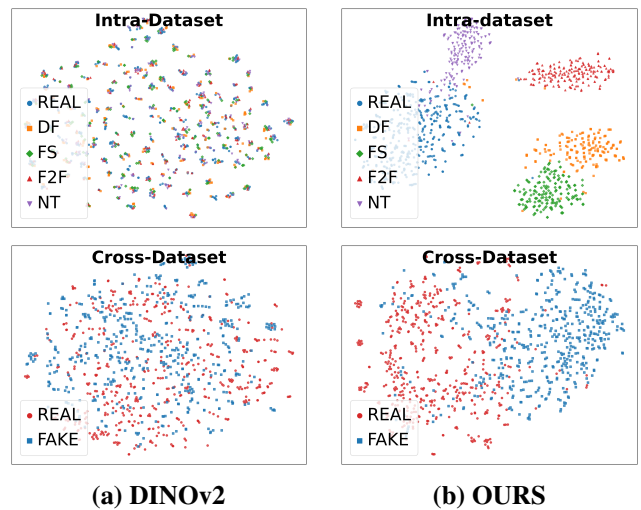 Intra-Dataset
REAL
DF
FS
F2F
NT
Intra-dataset
REAL
DF
FS
F2F
NT
Cross-Dataset
REAL
FAKE
Cross-Dataset
REAL
FAKE
(a) DINOv2
(b) OURS